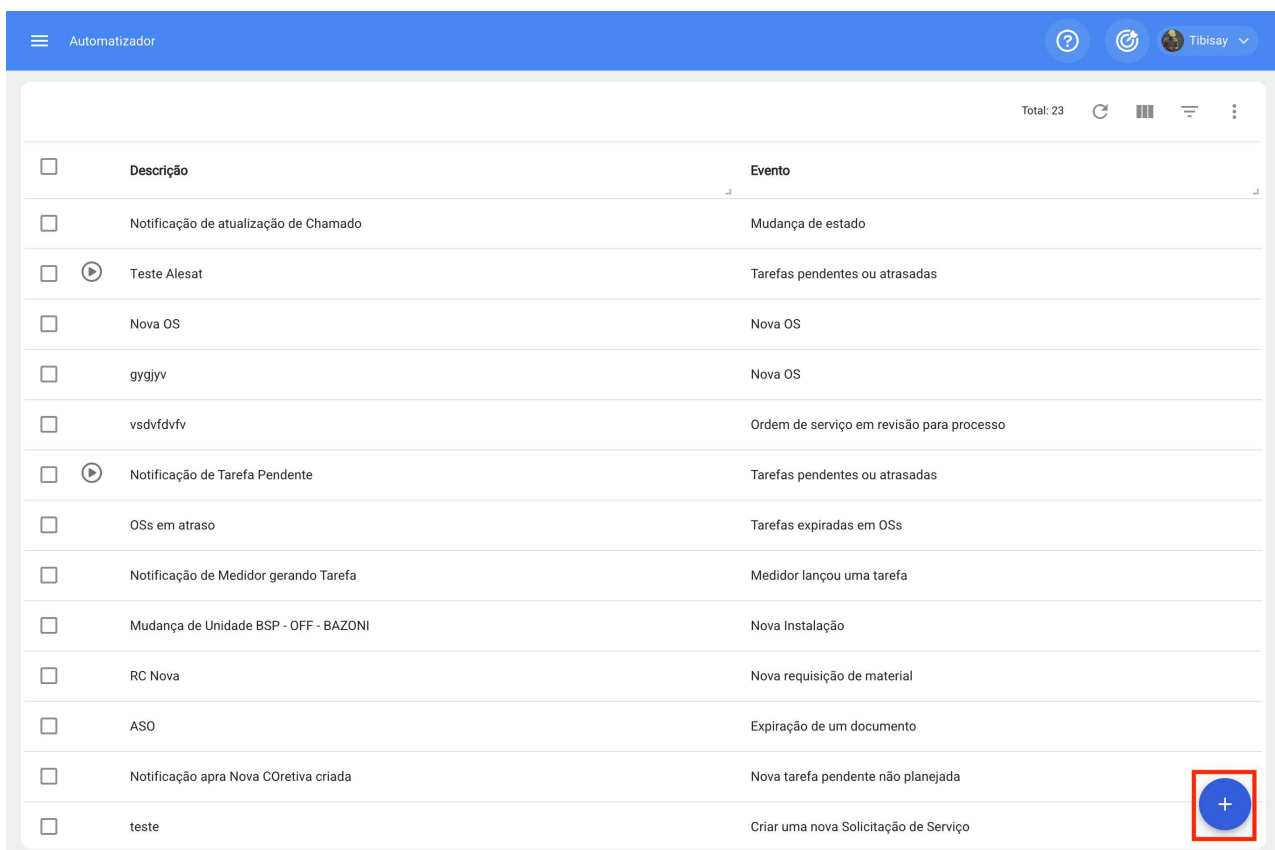 Automatizador
Tibisay
Total: 23
Descrição Evento
Notificação de atualização de Chamado Mudança de estado
Teste Alesat Tarefas pendentes ou atrasadas
Nova OS Nova OS
gygjyv Nova OS
vsdvfdvfv Ordem de serviço em revisão para processo
Notificação de Tarefa Pendente Tarefas pendentes ou atrasadas
OSs em atraso Tarefas expiradas em OSs
Notificação de Medidor gerando Tarefa Medidor lançou uma tarefa
Mudança de Unidade BSP - OFF - BAZONI Nova Instalação
RC Nova Nova requisição de material
ASO Expiração de um documento
Notificação apra Nova COretiva criada Nova tarefa pendente não planejada
teste Criar uma nova Solicitação de Serviço